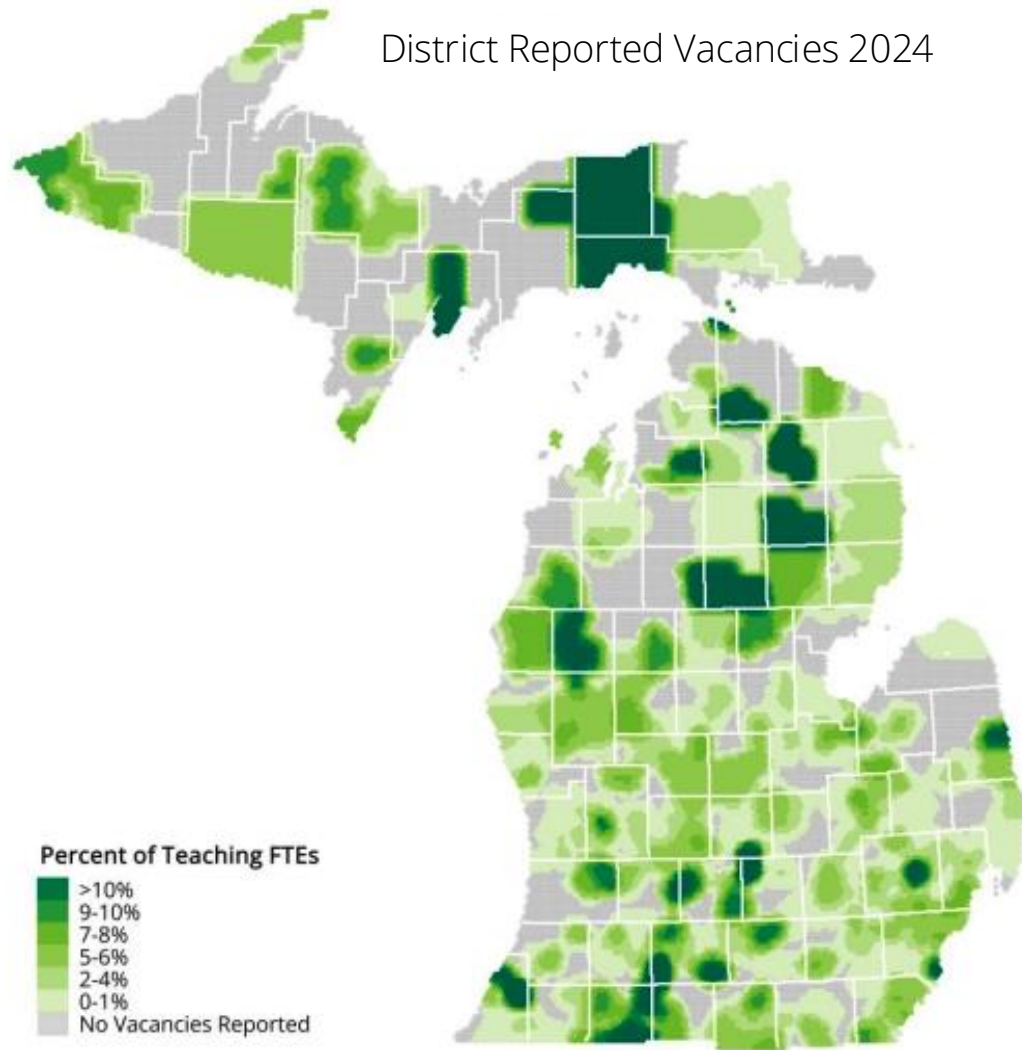 District Reported Vacancies 2024
Percent of Teaching FTEs
>10%
9-10%
7-8%
5-6%
2-4%
0-1%
No Vacancies Reported